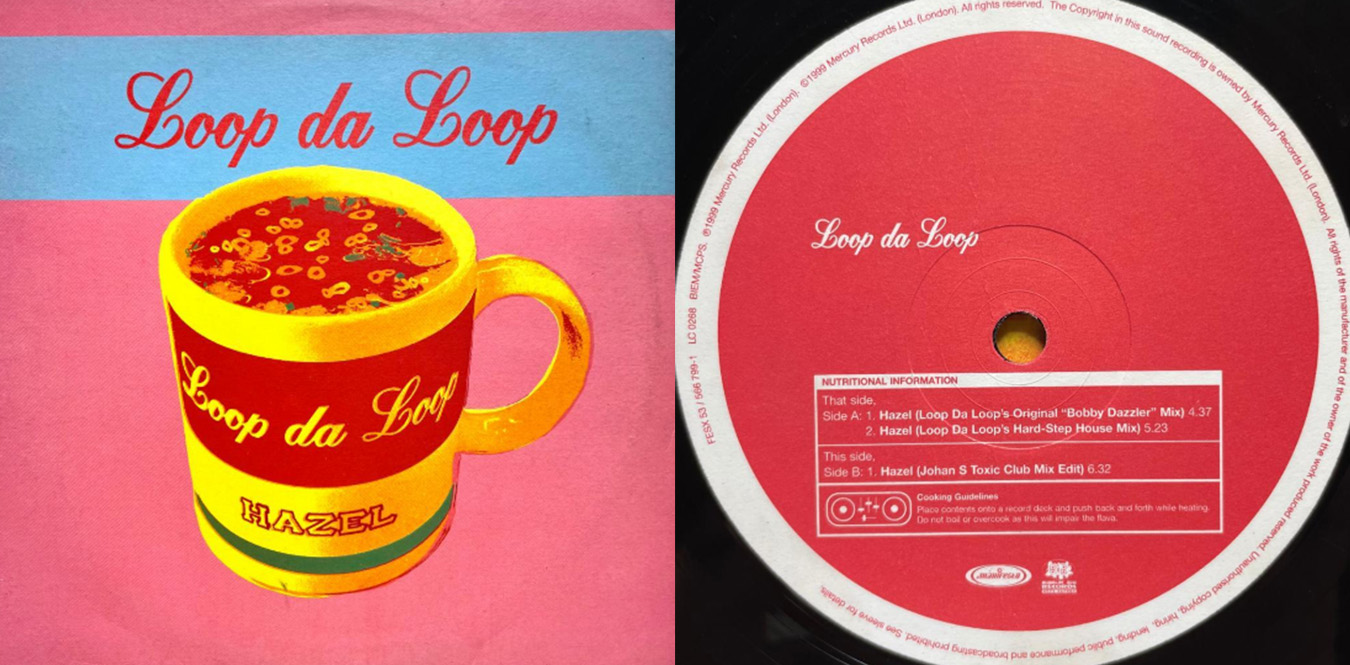 Loop da Loop
Loop da Loop
HAZEL
℗1999 Mercury Records Ltd. (London). ©1999 Mercury Records Ltd. (London). All rights reserved. The Copyright in this sound recording is owned by Mercury Records Ltd. (London). All rights of the manufacturer and of the owner of the work produced reserved. Unauthorised copying, hiring, lending, public performance and broadcasting prohibited. See sleeve for details.
FESX 53 / 566 799-1 LC 0268 BIEM/MCPS.
Loop da Loop
NUTRITIONAL INFORMATION
That side,
Side A: 1. Hazel (Loop Da Loop's Original "Bobby Dazzler" Mix) 4.37
2. Hazel (Loop Da Loop's Hard-Step House Mix) 5.23
This side,
Side B: 1. Hazel (Johan S Toxic Club Mix Edit) 6.32
Cooking Guidelines
Place contents onto a record deck and push back and forth while heating.
Do not boil or overcook as this will impair the flava.
manifesto